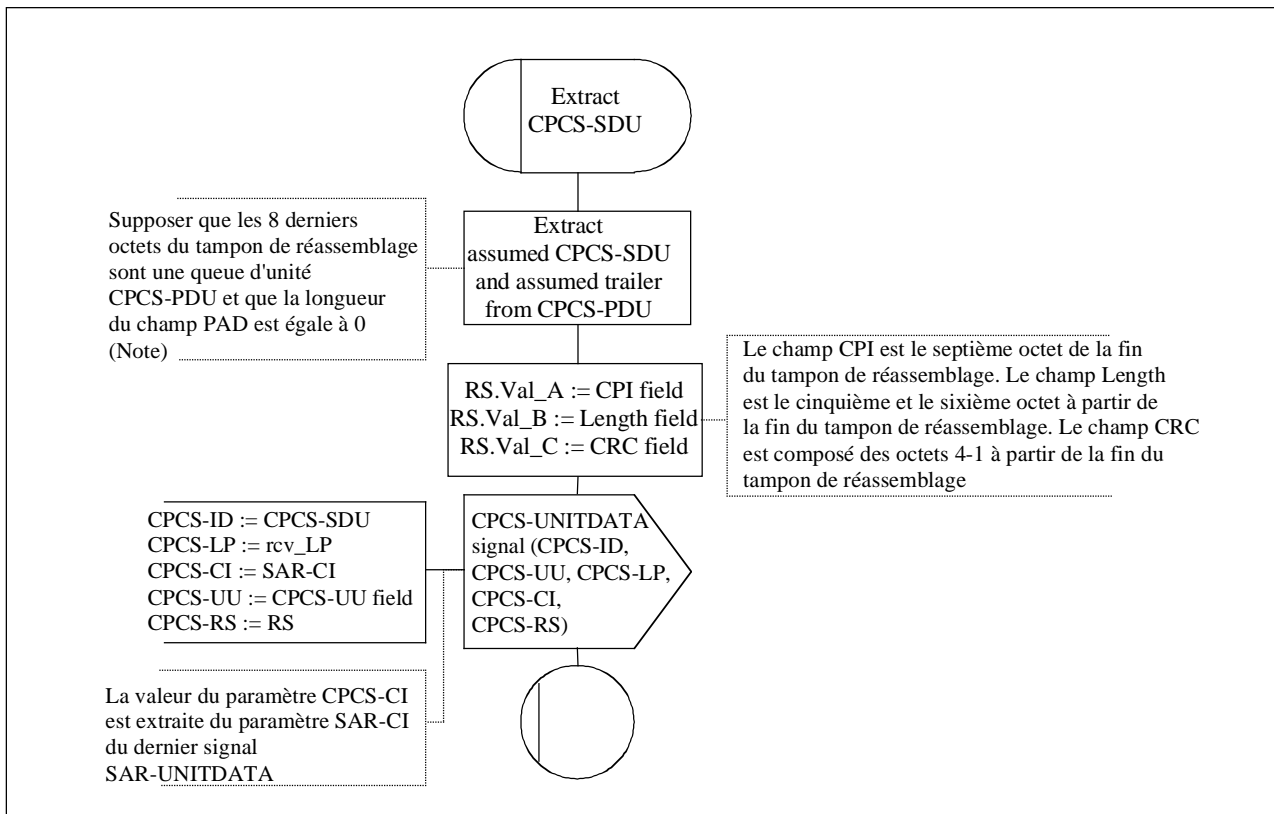 Extract
CPCS-SDU
Supposer que les 8 derniers
octets du tampon de réassemblage
sont une queue d'unité
CPCS-PDU et que la longueur
du champ PAD est égale à 0
(Note)
Extract
assumed CPCS-SDU
and assumed trailer
from CPCS-PDU
RS.Val_A := CPI field
RS.Val_B := Length field
RS.Val_C := CRC field
Le champ CPI est le septième octet de la fin
du tampon de réassemblage. Le champ Length
est le cinquième et le sixième octet à partir de
la fin du tampon de réassemblage. Le champ CRC
est composé des octets 4-1 à partir de la fin du
tampon de réassemblage
CPCS-ID := CPCS-SDU
CPCS-LP := rcv_LP
CPCS-CI := SAR-CI
CPCS-UU := CPCS-UU field
CPCS-RS := RS
CPCS-UNITDATA
signal (CPCS-ID,
CPCS-UU, CPCS-LP,
CPCS-CI,
CPCS-RS)
La valeur du paramètre CPCS-CI
est extraite du paramètre SAR-CI
du dernier signal
SAR-UNITDATA